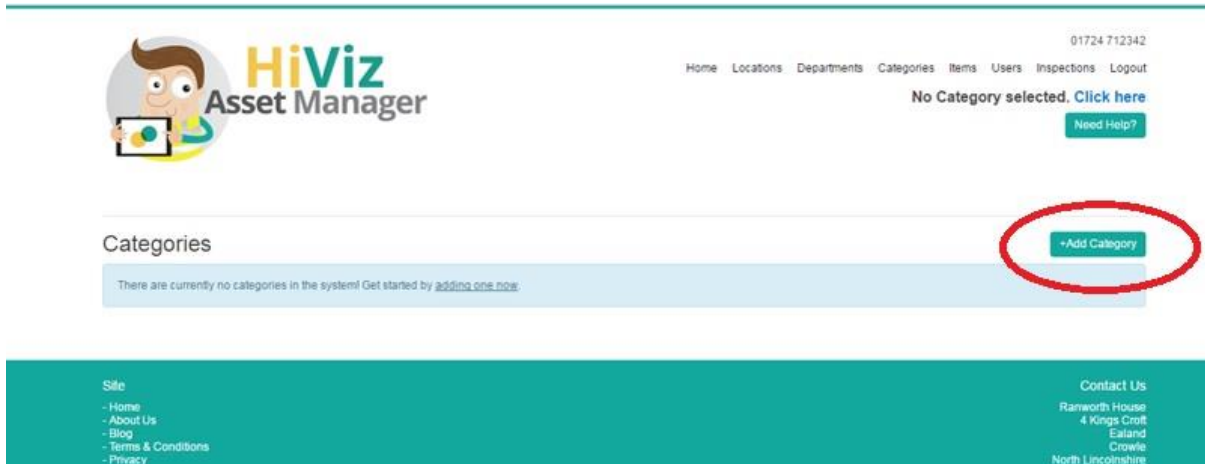 01724 712342
HiViz
Asset Manager
Home Locations Departments Categories Items Users Inspections Logout
No Category selected. Click here
Need Help?
Categories
+Add Category
There are currently no categories in the system! Get started by adding one now.
Site
- Home
- About Us
- Blog
- Terms & Conditions
- Privacy
Contact Us
Ranworth House
4 Kings Croft
Ealand
Crowle
North Lincolnshire